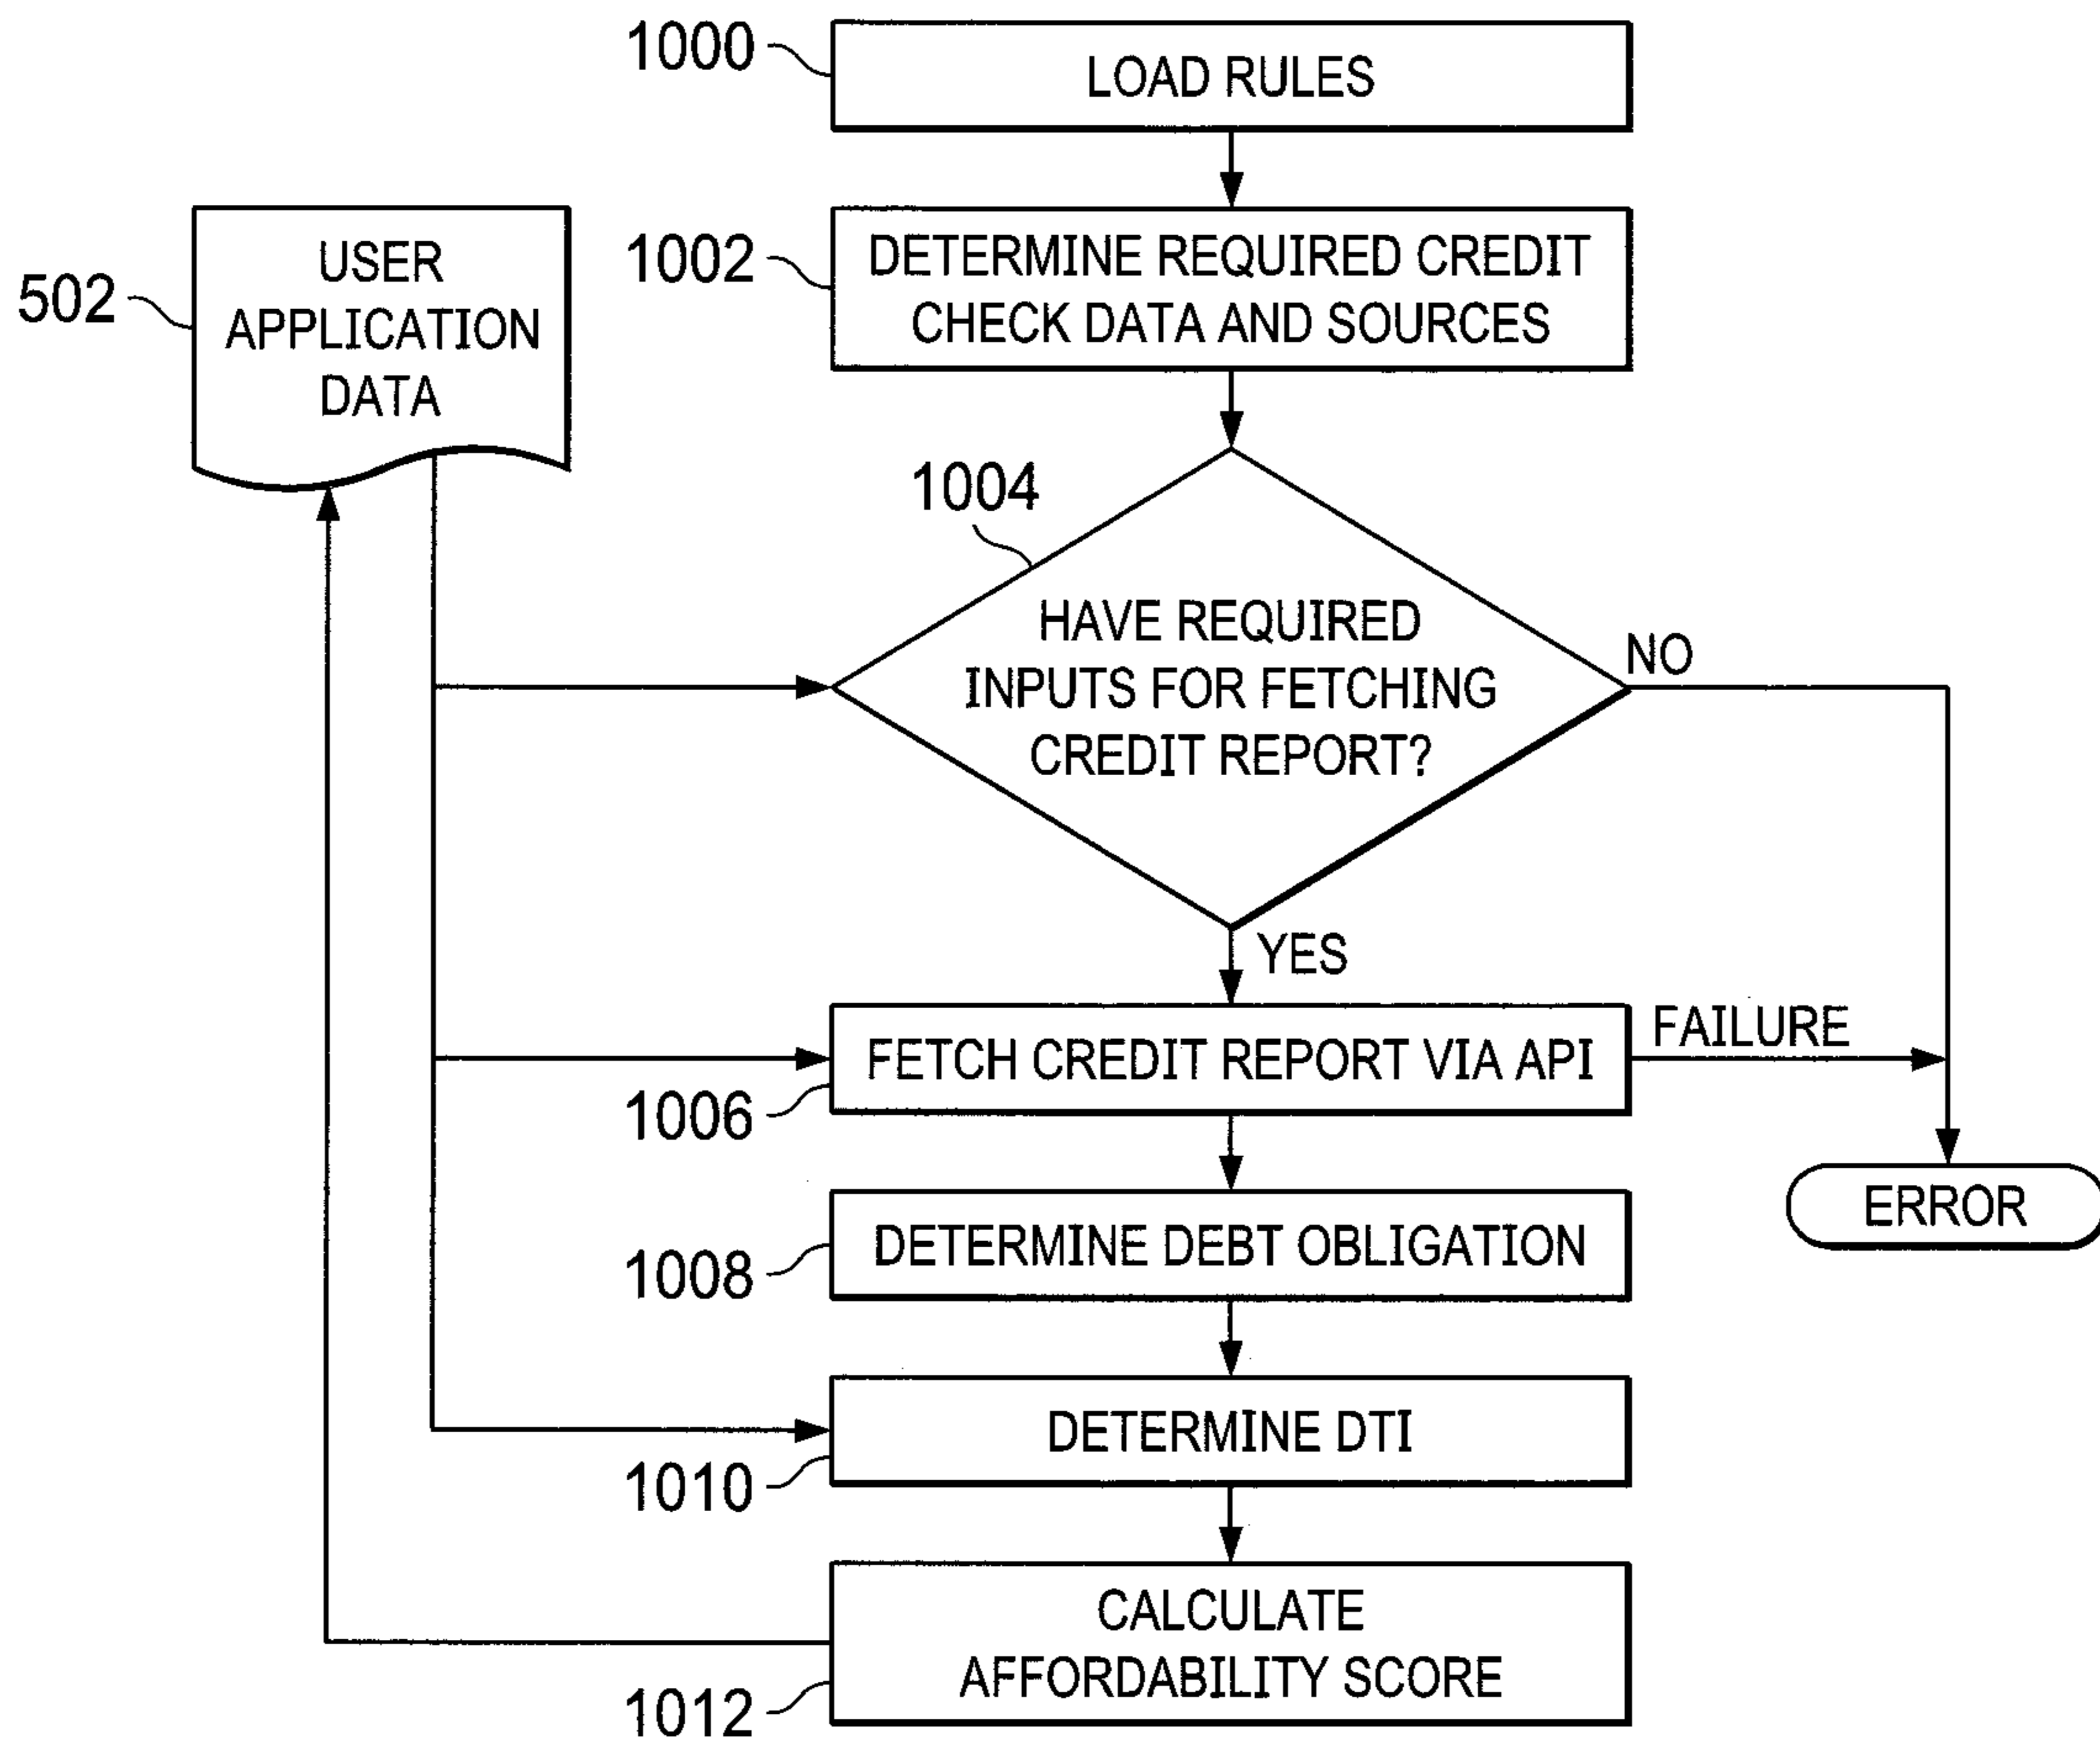 1000
LOAD RULES
502
USER
APPLICATION
DATA
1002
DETERMINE REQUIRED CREDIT
CHECK DATA AND SOURCES
1004
HAVE REQUIRED
INPUTS FOR FETCHING
CREDIT REPORT?
NO
YES
FETCH CREDIT REPORT VIA API
FAILURE
1006
ERROR
DETERMINE DEBT OBLIGATION
1008
DETERMINE DTI
1010
CALCULATE
AFFORDABILITY SCORE
1012